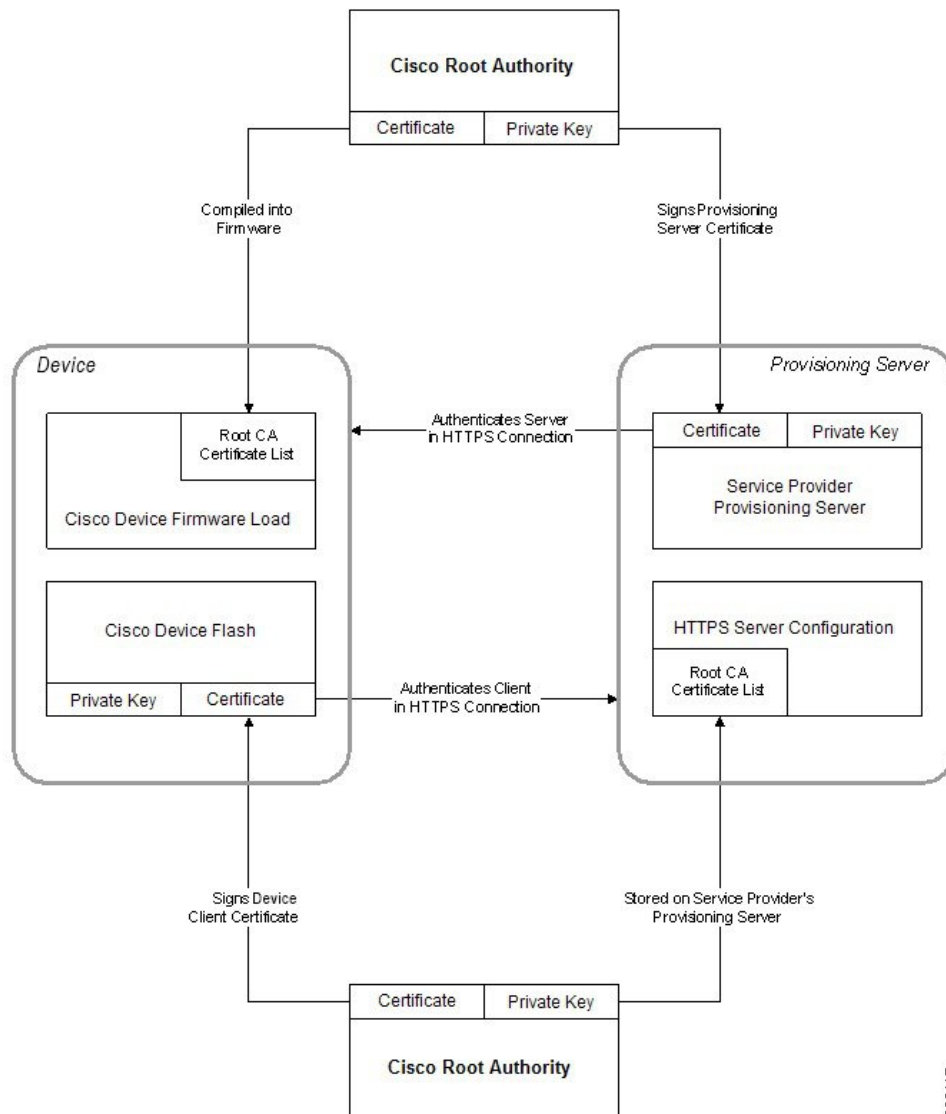 Cisco Root Authority
Certificate
Private Key
Compiled into
Firmware
Signs Provisioning
Server Certificate
Device
Provisioning Server
Root CA
Certificate List
Cisco Device Firmware Load
Authenticates Server
in HTTPS Connection
Certificate
Private Key
Service Provider
Provisioning Server
Cisco Device Flash
Private Key
Certificate
Authenticates Client
in HTTPS Connection
HTTPS Server Configuration
Root CA
Certificate List
Signs Device
Client Certificate
Stored on Service Provider's
Provisioning Server
Certificate
Private Key
Cisco Root Authority